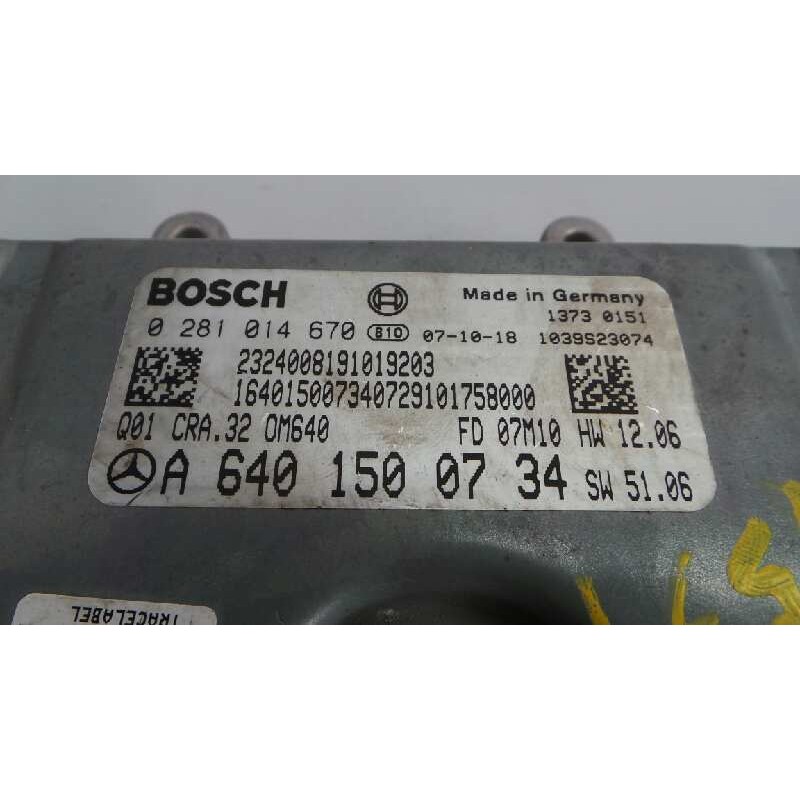 BOSCH
Made in Germany
1373 0151
0 281 014 670 B10 07-10-18 1039S23074
2324008191019203
164015007340729101758000
Q01 CRA.32 OM640 FD 07M10 HW 12.06
A 640 150 07 34 SW 51.06
TRACELABEL